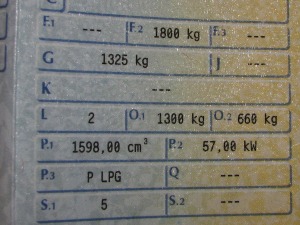 C
F.1 --- F.2 1800 kg F.3 ---
G 1325 kg J ---
K ---
L 2 O.1 1300 kg O.2 660 kg
P.1 1598,00 cm³ P.2 57,00 kW
P.3 P LPG Q ---
S.1 5 S.2 ---